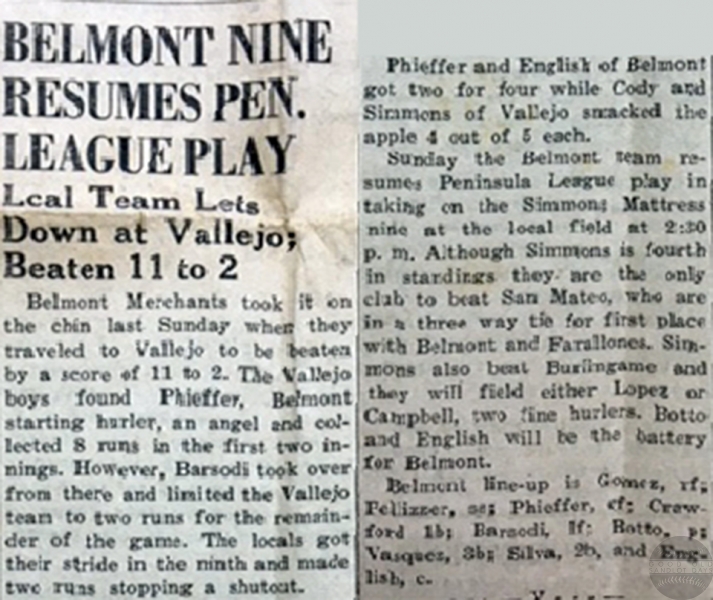 BELMONT NINE
RESUMES PEN.
LEAGUE PLAY
Lcal Team Lets
Down at Vallejo;
Beaten 11 to 2
Belmont Merchants took it on
the chin last Sunday when they
traveled to Vallejo to be beaten
by a score of 11 to 2. The Vallejo
boys found Phieffer, Belmont
starting hurler, an angel and col-
lected 8 runs in the first two in-
nings. However, Barsodi took over
from there and limited the Vallejo
team to two runs for the remain-
der of the game. The locals got
their stride in the ninth and made
two runs stopping a shutout.
Phieffer and English of Belmont
got two for four while Cody and
Simmons of Vallejo smacked the
apple 4 out of 5 each.
Sunday the Belmont team re-
sumes Peninsula League play in
taking on the Simmons Mattress
nine at the local field at 2:30
p. m. Although Simmons is fourth
in standings they are the only
club to beat San Mateo, who are
in a three way tie for first place
with Belmont and Farallones. Sim-
mons also beat Burlingame and
they will field either Lopez or
Campbell, two fine hurlers. Botto
and English will be the battery
for Belmont.
Belmont line-up is Gomez, rf;
Pellizzer, ss; Phieffer, cf; Craw-
ford 1b; Barsodi, lf; Botto, p;
Vasquez, 3b; Silva, 2b, and Eng-
lish, c.